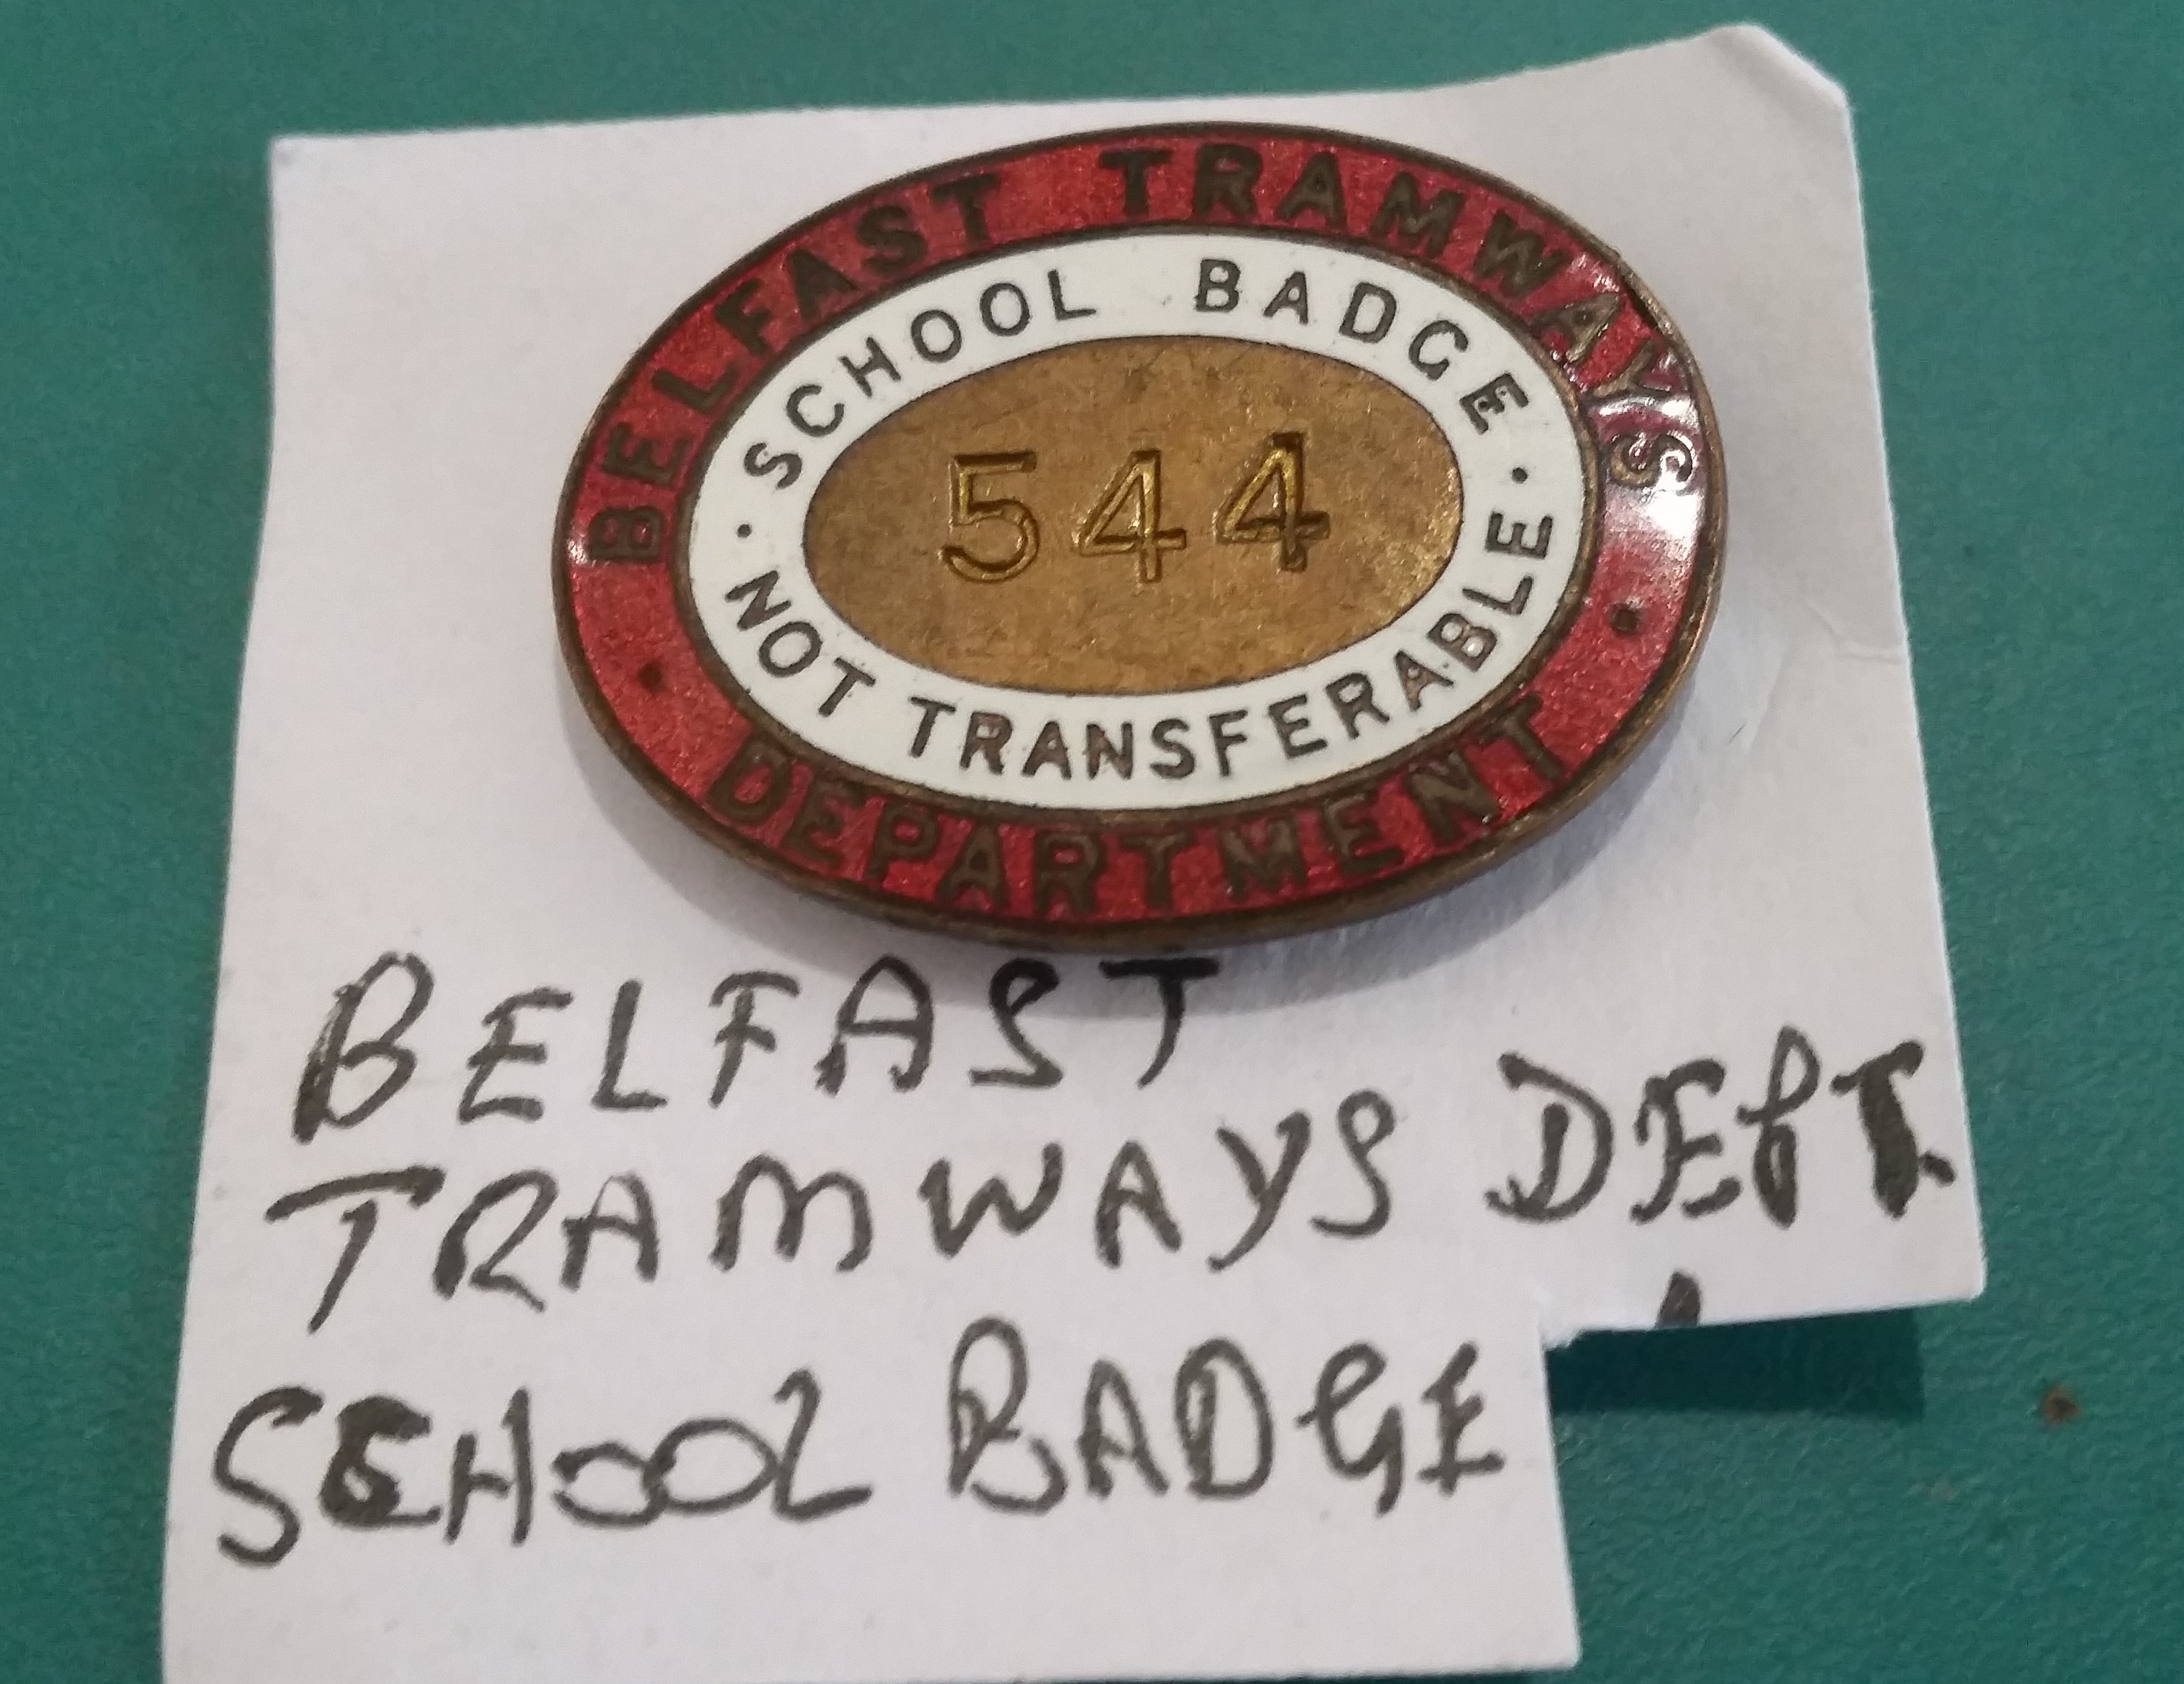 BELFAST TRAMWAYS
SCHOOL BADGE
544
NOT TRANSFERABLE
DEPARTMENT
BELFAST
TRAMWAYS DEPT
SCHOOL BADGE